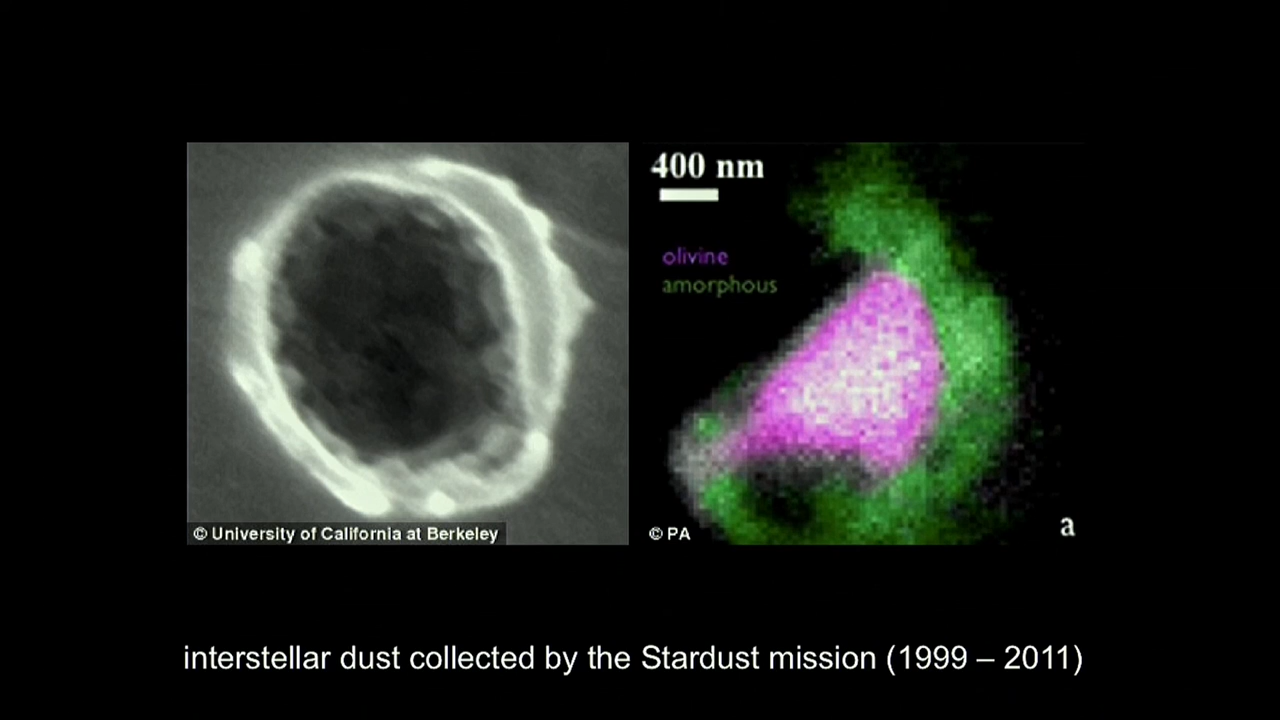 400 nm
olivine
amorphous
© University of California at Berkeley
© PA
a
interstellar dust collected by the Stardust mission (1999 – 2011)